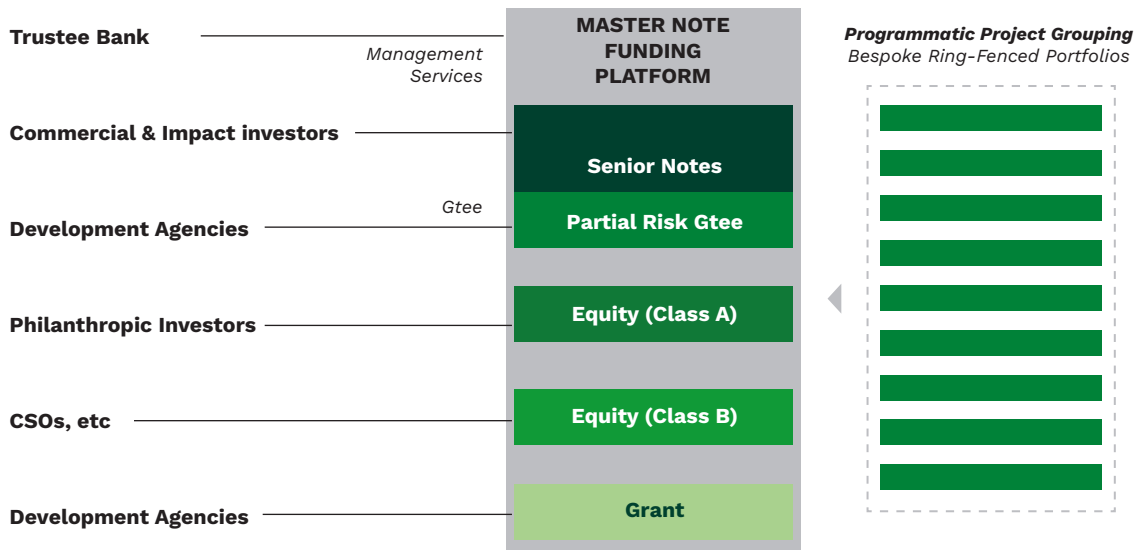 Trustee Bank
Management
Services
Commercial & Impact investors
Gtee
Development Agencies
Philanthropic Investors
CSOs, etc
Development Agencies
MASTER NOTE
FUNDING
PLATFORM
Senior Notes
Partial Risk Gtee
Equity (Class A)
Equity (Class B)
Grant
Programmatic Project Grouping
Bespoke Ring-Fenced Portfolios